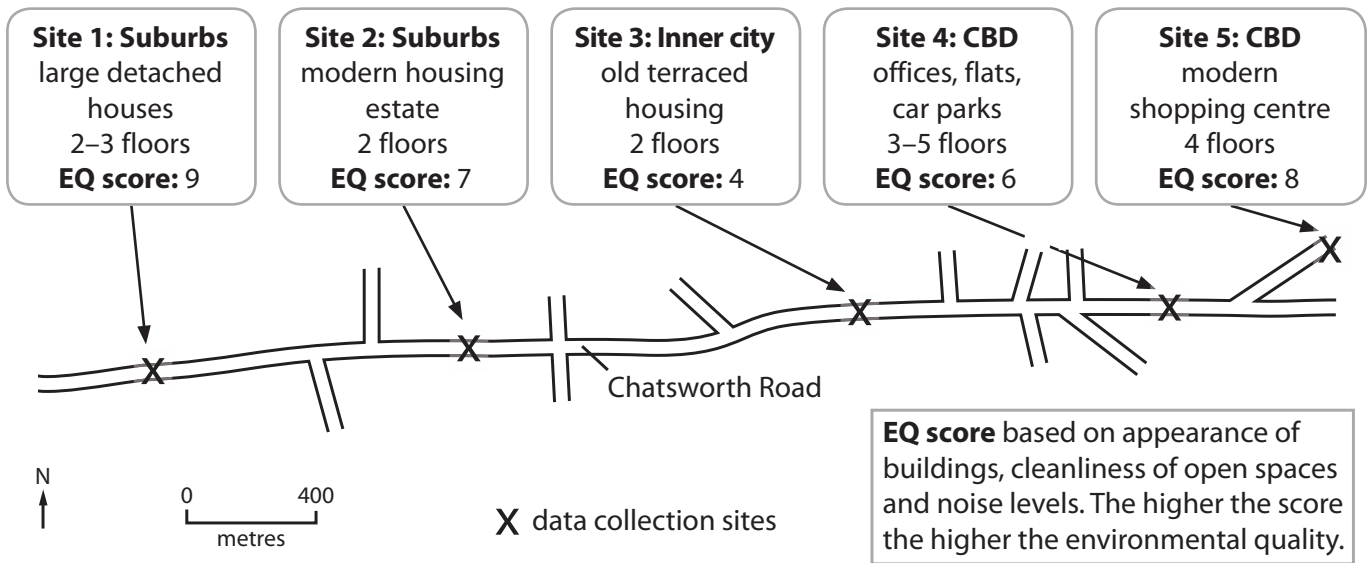 Site 1: Suburbs
large detached
houses
2–3 floors
EQ score: 9
Site 2: Suburbs
modern housing
estate
2 floors
EQ score: 7
Site 3: Inner city
old terraced
housing
2 floors
EQ score: 4
Site 4: CBD
offices, flats,
car parks
3–5 floors
EQ score: 6
Site 5: CBD
modern
shopping centre
4 floors
EQ score: 8
X
X
X
X
X
Chatsworth Road
N
0 400
metres
X data collection sites
EQ score based on appearance of
buildings, cleanliness of open spaces
and noise levels. The higher the score
the higher the environmental quality.